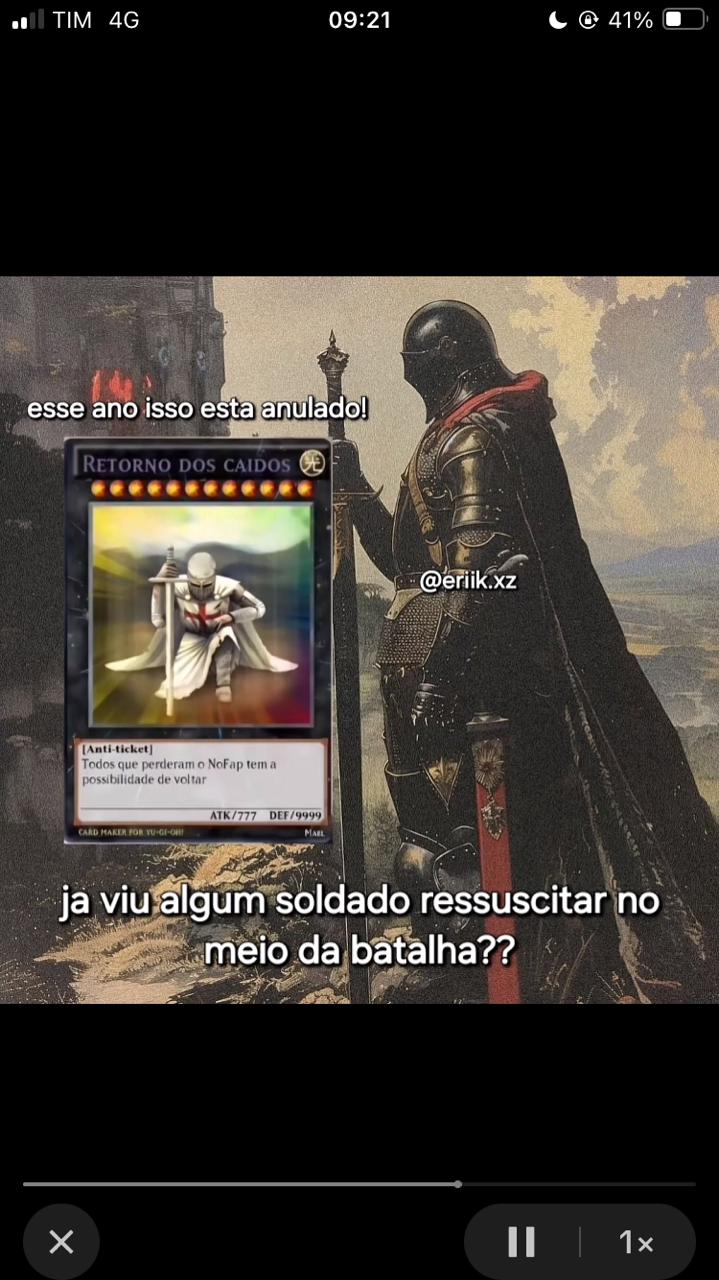 TIM 4G 09:21 41%
esse ano isso esta anulado!
RETORNO DOS CAIDOS 光
@eriik.xz
[Anti-ticket]
Todos que perderam o NoFap tem a
possibilidade de voltar
ATK/777 DEF/9999
CARD MAKER FOR YU-GI-OH! MAEL
ja viu algum soldado ressuscitar no
meio da batalha??
1×